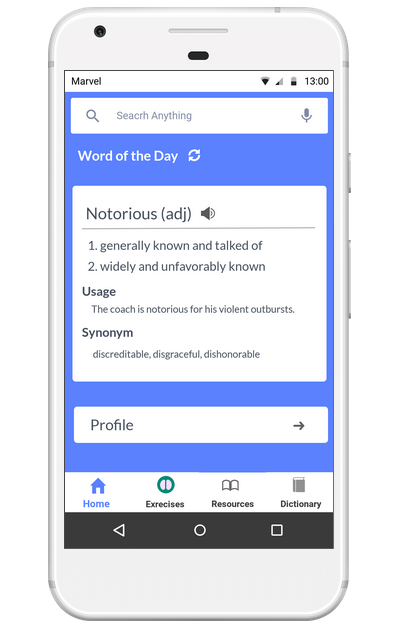 Marvel 13:00
Seacrh Anything
Word of the Day
Notorious (adj)
1. generally known and talked of
2. widely and unfavorably known
Usage
The coach is notorious for his violent outbursts.
Synonym
discreditable, disgraceful, dishonorable
Profile
Home Exrecises Resources Dictionary